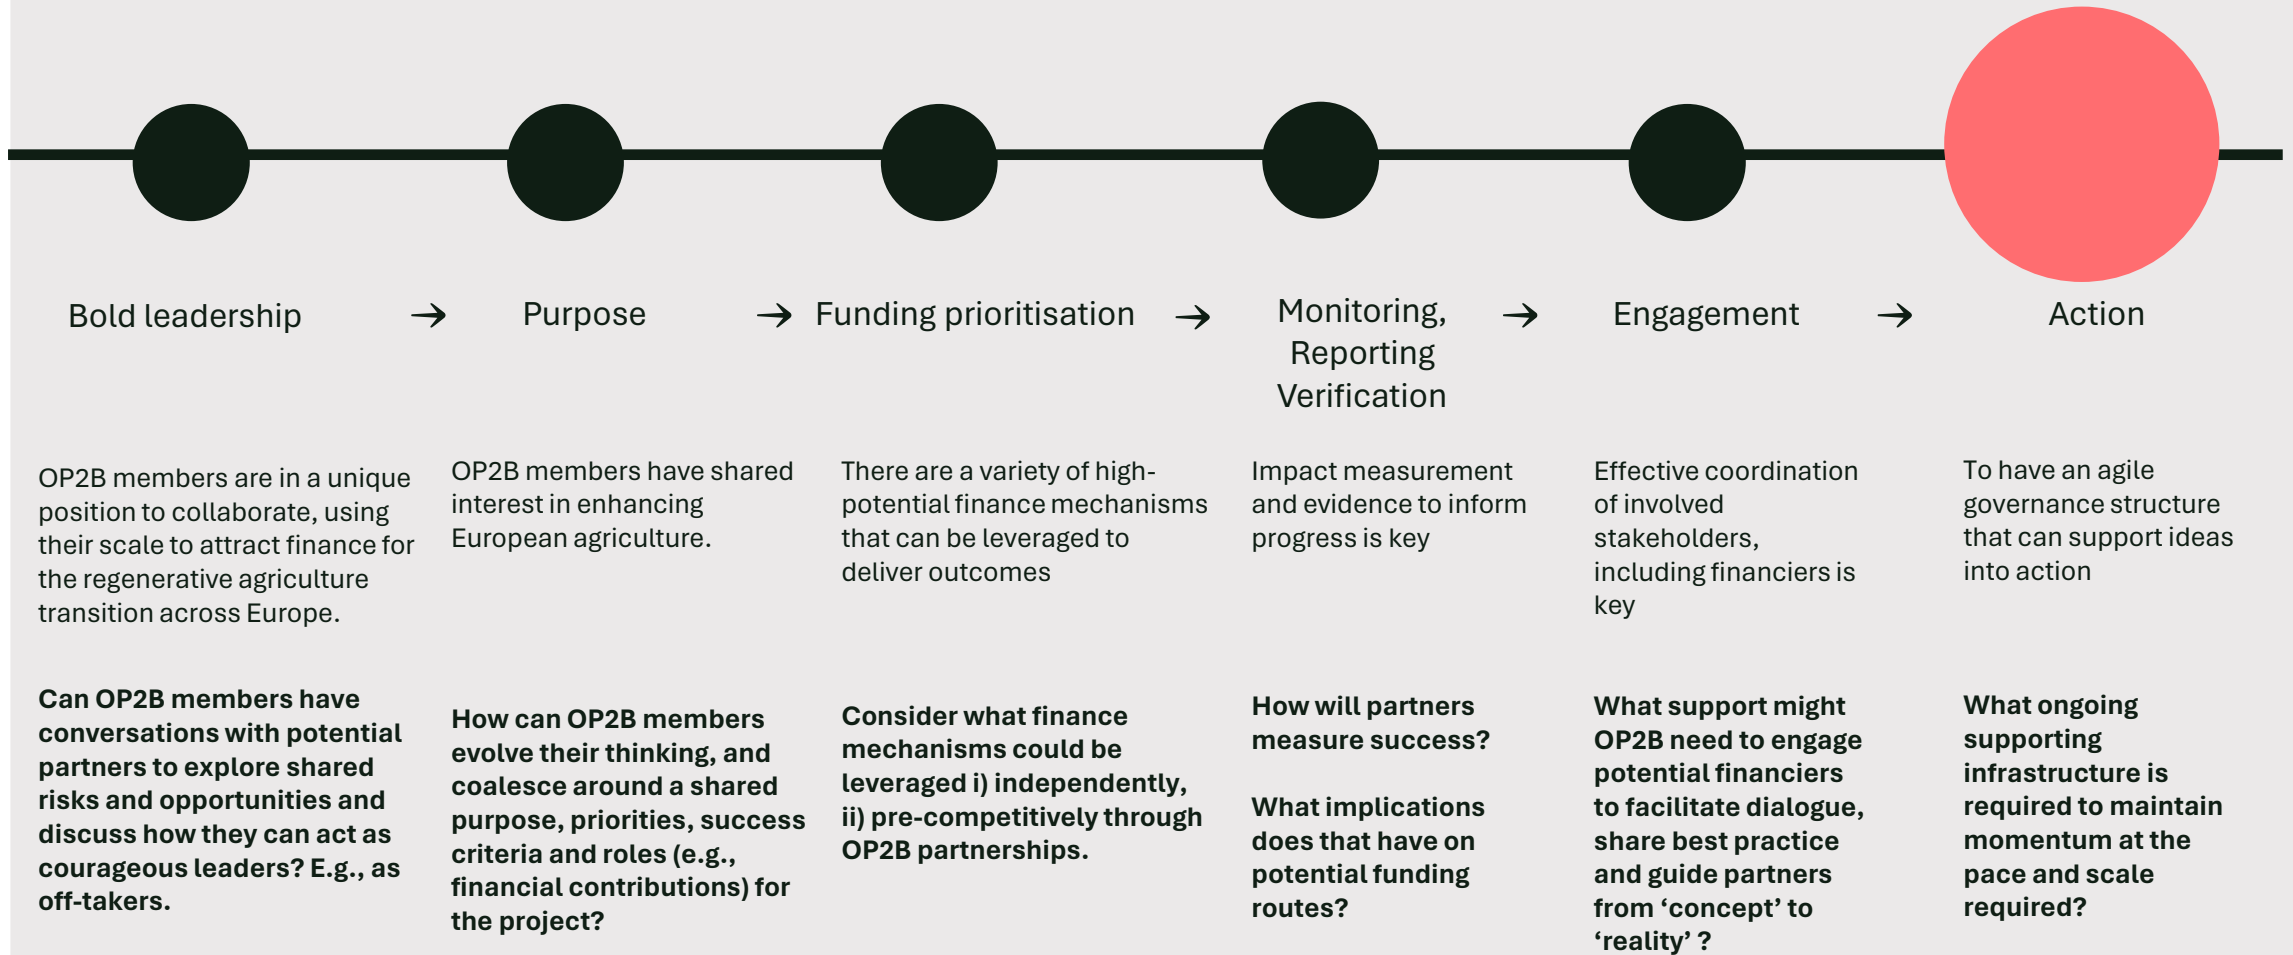 Bold leadership
→
Purpose
→
Funding prioritisation
→
Monitoring,
Reporting
Verification
→
Engagement
→
Action
OP2B members are in a unique
position to collaborate, using
their scale to attract finance for
the regenerative agriculture
transition across Europe.
OP2B members have shared
interest in enhancing
European agriculture.
There are a variety of high-
potential finance mechanisms
that can be leveraged to
deliver outcomes
Impact measurement
and evidence to inform
progress is key
Effective coordination
of involved
stakeholders,
including financiers is
key
To have an agile
governance structure
that can support ideas
into action
Can OP2B members have
conversations with potential
partners to explore shared
risks and opportunities and
discuss how they can act as
courageous leaders? E.g., as
off-takers.
How can OP2B members
evolve their thinking, and
coalesce around a shared
purpose, priorities, success
criteria and roles (e.g.,
financial contributions) for
the project?
Consider what finance
mechanisms could be
leveraged i) independently,
ii) pre-competitively through
OP2B partnerships.
How will partners
measure success?
What implications
does that have on
potential funding
routes?
What support might
OP2B need to engage
potential financiers
to facilitate dialogue,
share best practice
and guide partners
from ‘concept’ to
‘reality’ ?
What ongoing
supporting
infrastructure is
required to maintain
momentum at the
pace and scale
required?